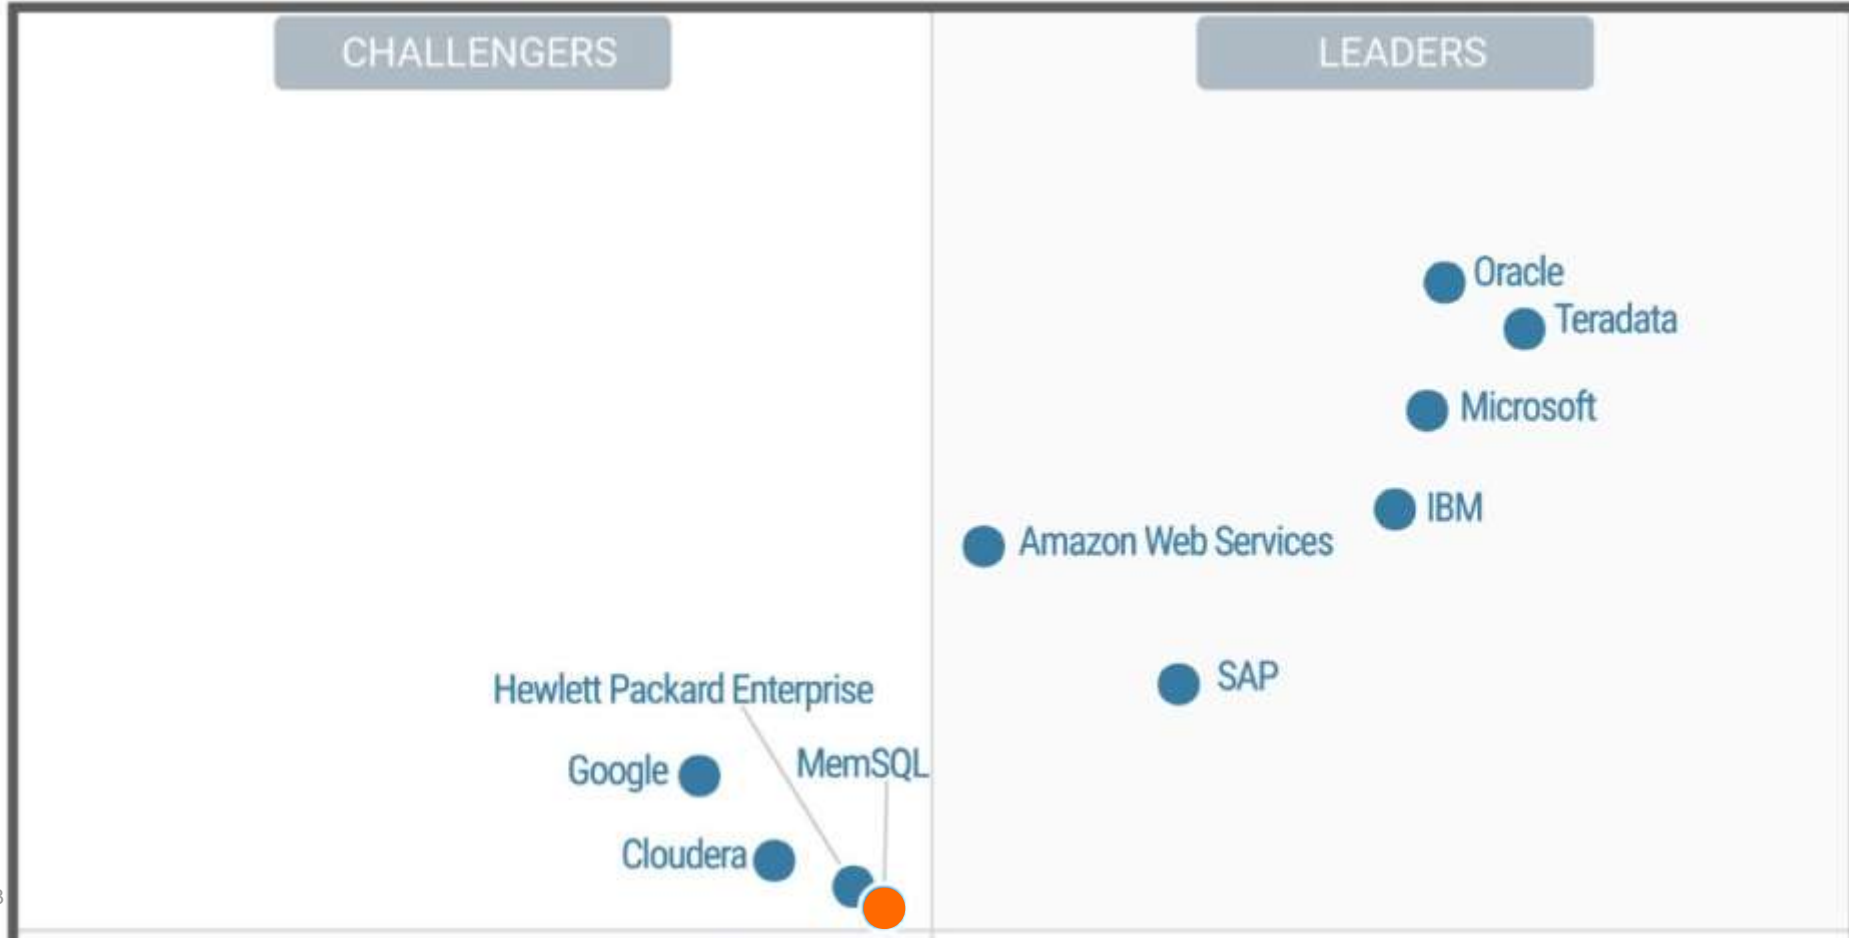 CHALLENGERS
LEADERS
Oracle
Teradata
Microsoft
IBM
Amazon Web Services
SAP
Hewlett Packard Enterprise
MemSQL
Google
Cloudera